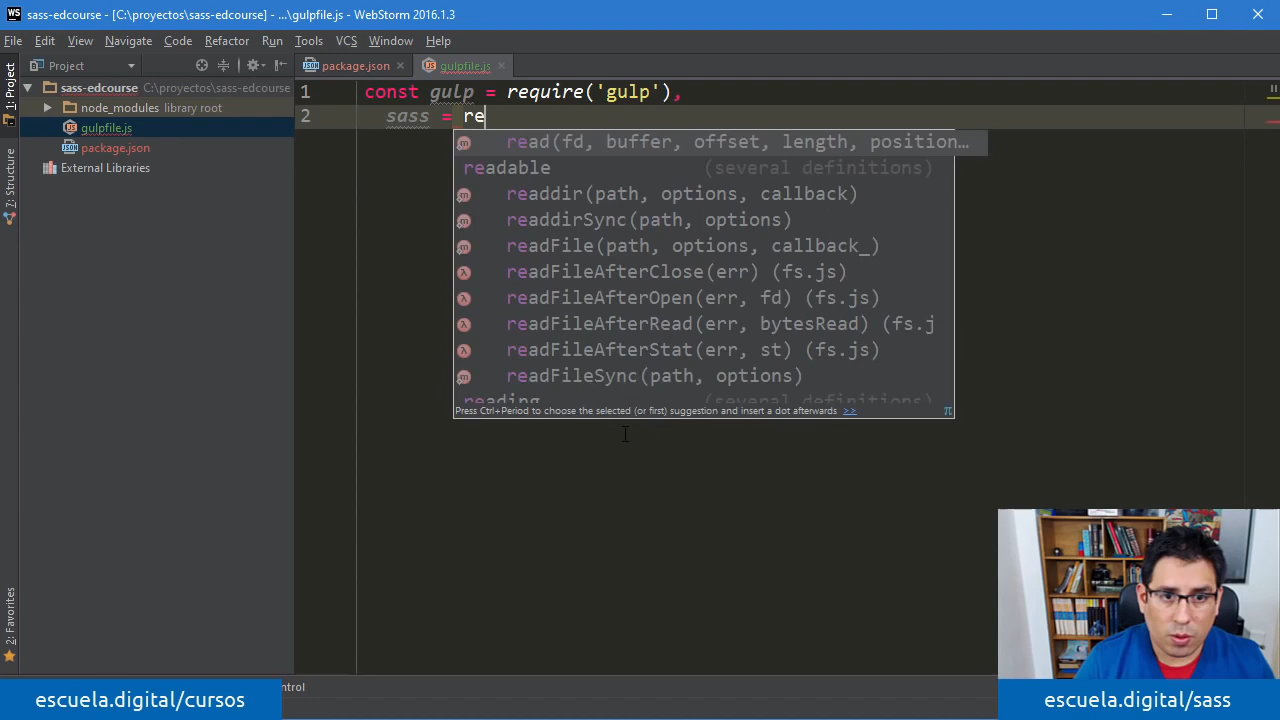 WS sass-edcourse - [C:\proyectos\sass-edcourse] - ...\gulpfile.js - WebStorm 2016.1.3
File Edit View Navigate Code Refactor Run Tools VCS Window Help
Project
package.json
gulpfile.js
1: Project
7: Structure
2: Favorites
sass-edcourse C:\proyectos\sass-edcourse
node_modules library root
gulpfile.js
package.json
External Libraries
1 const gulp = require('gulp'),
2 sass = re
read(fd, buffer, offset, length, position…
readable (several definitions)
readdir(path, options, callback)
readdirSync(path, options)
readFile(path, options, callback_)
readFileAfterClose(err) (fs.js)
readFileAfterOpen(err, fd) (fs.js)
readFileAfterRead(err, bytesRead) (fs.j
readFileAfterStat(err, st) (fs.js)
readFileSync(path, options)
reading (several definitions)
Press Ctrl+Period to choose the selected (or first) suggestion and insert a dot afterwards >> π
ntrol
escuela.digital/cursos
escuela.digital/sass